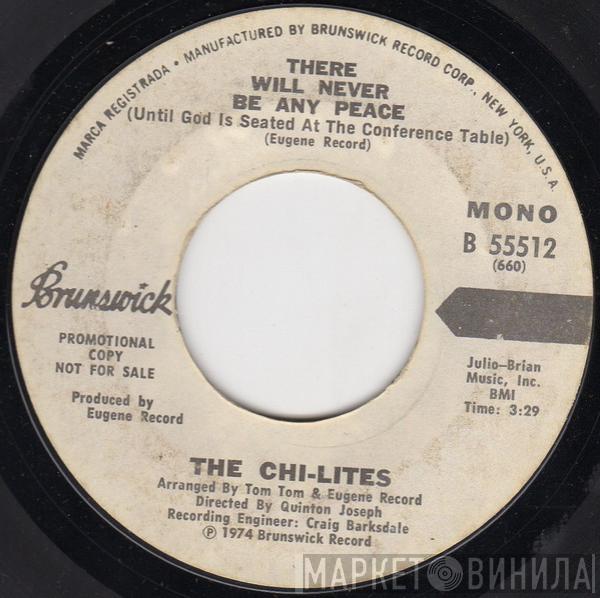 MARCA REGISTRADA • MANUFACTURED BY BRUNSWICK RECORD CORP., NEW YORK, U.S.A.
THERE
WILL NEVER
BE ANY PEACE
(Until God Is Seated At The Conference Table)
(Eugene Record)
MONO
B 55512
(660)
Brunswick
PROMOTIONAL
COPY
NOT FOR SALE
Produced by
Eugene Record
Julio-Brian
Music, Inc.
BMI
Time: 3:29
THE CHI-LITES
Arranged By Tom Tom & Eugene Record
Directed By Quinton Joseph
Recording Engineer: Craig Barksdale
Ⓟ 1974 Brunswick Record
МАРКЕТ ВИНИЛА